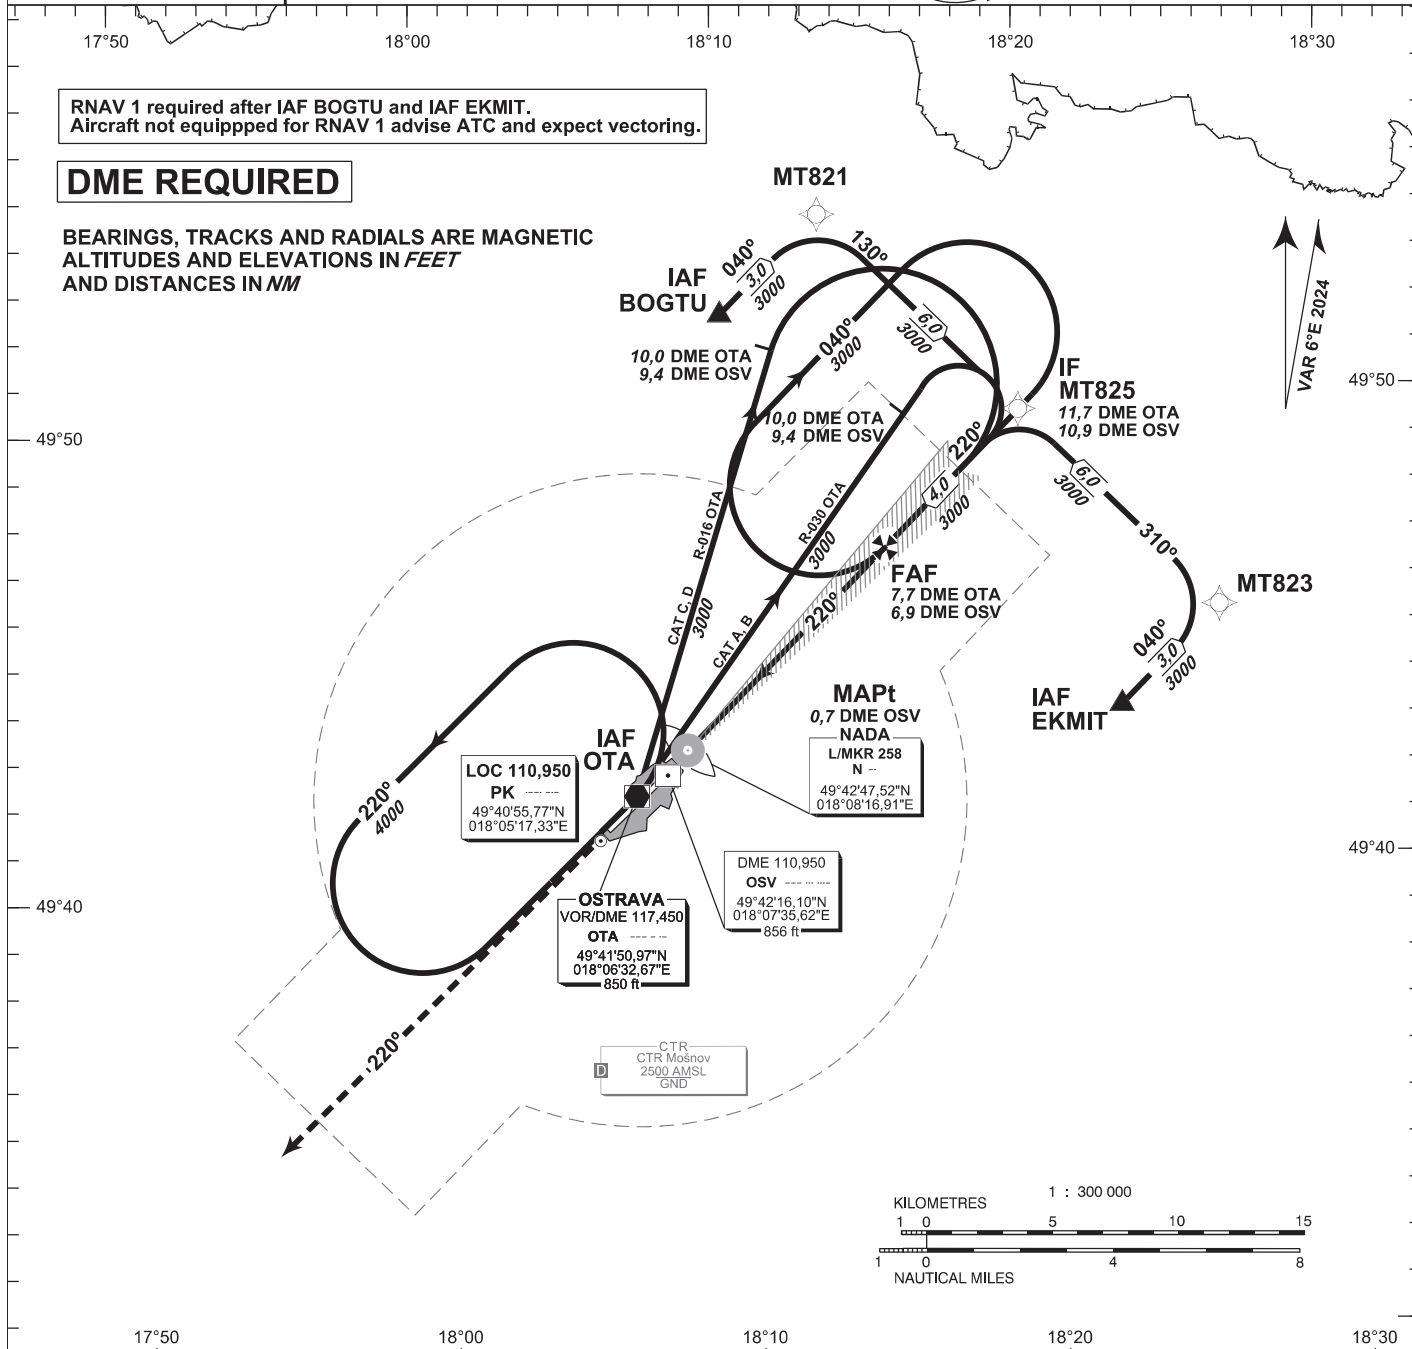 17°50'
18°00'
18°10'
18°20'
18°30'
RNAV 1 required after IAF BOGTU and IAF EKMIT.
Aircraft not equippped for RNAV 1 advise ATC and expect vectoring.
DME REQUIRED
BEARINGS, TRACKS AND RADIALS ARE MAGNETIC
ALTITUDES AND ELEVATIONS IN FEET
AND DISTANCES IN NM
MT821
040°
3,0
3000
130°
IAF
BOGTU
6,0
3000
040°
3000
VAR 6°E 2024
10,0 DME OTA
9,4 DME OSV
IF
MT825
11,7 DME OTA
10,9 DME OSV
49°50'
10,0 DME OTA
9,4 DME OSV
49°50'
220°
4,0
3000
6,0
3000
310°
R-016 OTA
CAT C, D
3000
R-030 OTA
3000
CAT A, B
FAF
7,7 DME OTA
6,9 DME OSV
220°
MT823
040°
3,0
3000
IAF
EKMIT
MAPt
0,7 DME OSV
NADA
L/MKR 258
N -·
49°42'47,52"N
018°08'16,91"E
IAF
OTA
LOC 110,950
PK
49°40'55,77"N
018°05'17,33"E
220°
4000
DME 110,950
OSV
49°42'16,10"N
018°07'35,62"E
856 ft
49°40'
49°40'
OSTRAVA
VOR/DME 117,450
OTA
49°41'50,97"N
018°06'32,67"E
850 ft
220°
CTR
CTR Mošnov
D
2500 AMSL
GND
1 : 300 000
KILOMETRES
1 0 5 10 15
1 0 4 8
NAUTICAL MILES
17°50'
18°00'
18°10'
18°20'
18°30'